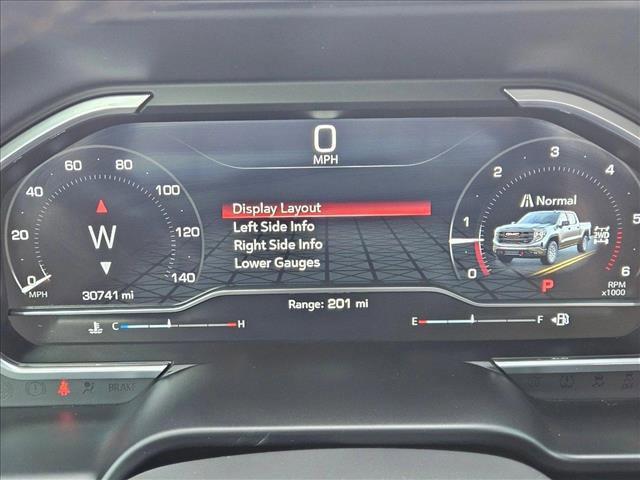 0
MPH
0 20 40 60 80 100 120 140
MPH
W
30741 mi
Display Layout
Left Side Info
Right Side Info
Lower Gauges
0 1 2 3 4 5 6
Normal
2WD
P
RPM
x1000
Range: 201 mi
C H
E F
BRAKE